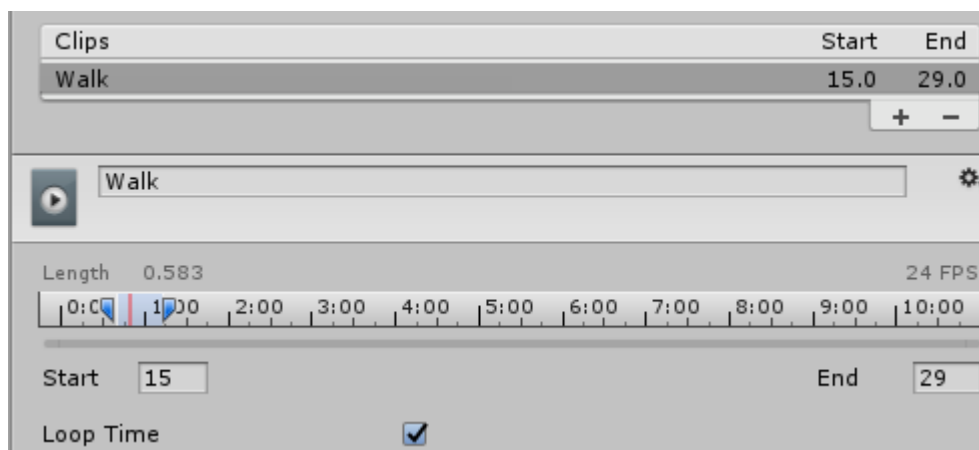 Clips Start End
Walk 15.0 29.0
+ −
Walk
Length 0.583 24 FPS
2:00 3:00 4:00 5:00 6:00 7:00 8:00 9:00 10:00
Start 15 End 29
Loop Time